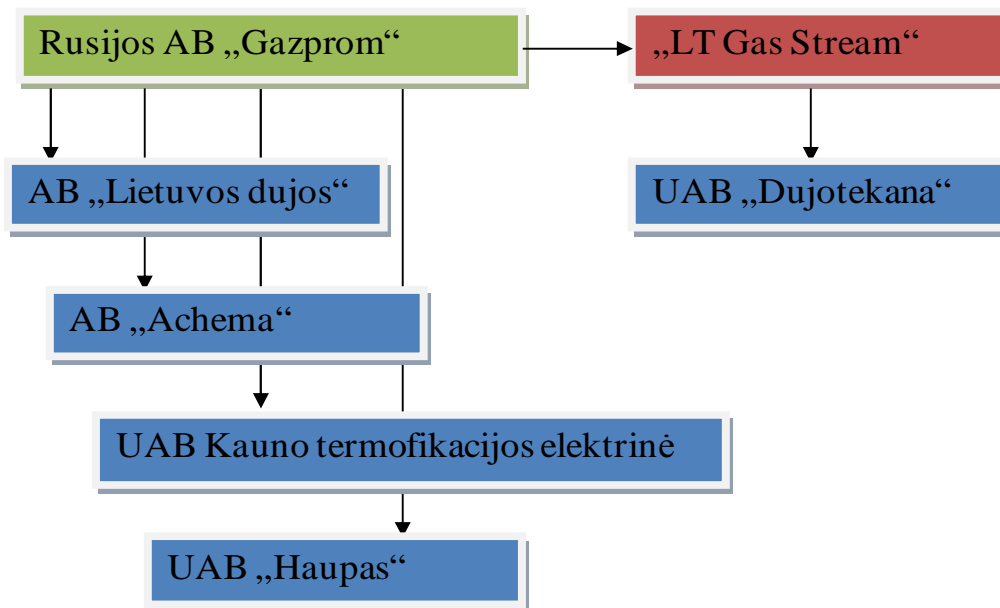 Rusijos AB „Gazprom“
„LT Gas Stream“
AB „Lietuvos dujos“
UAB „Dujotekana“
AB „Achema“
UAB Kauno termofikacijos elektrinė
UAB „Haupas“